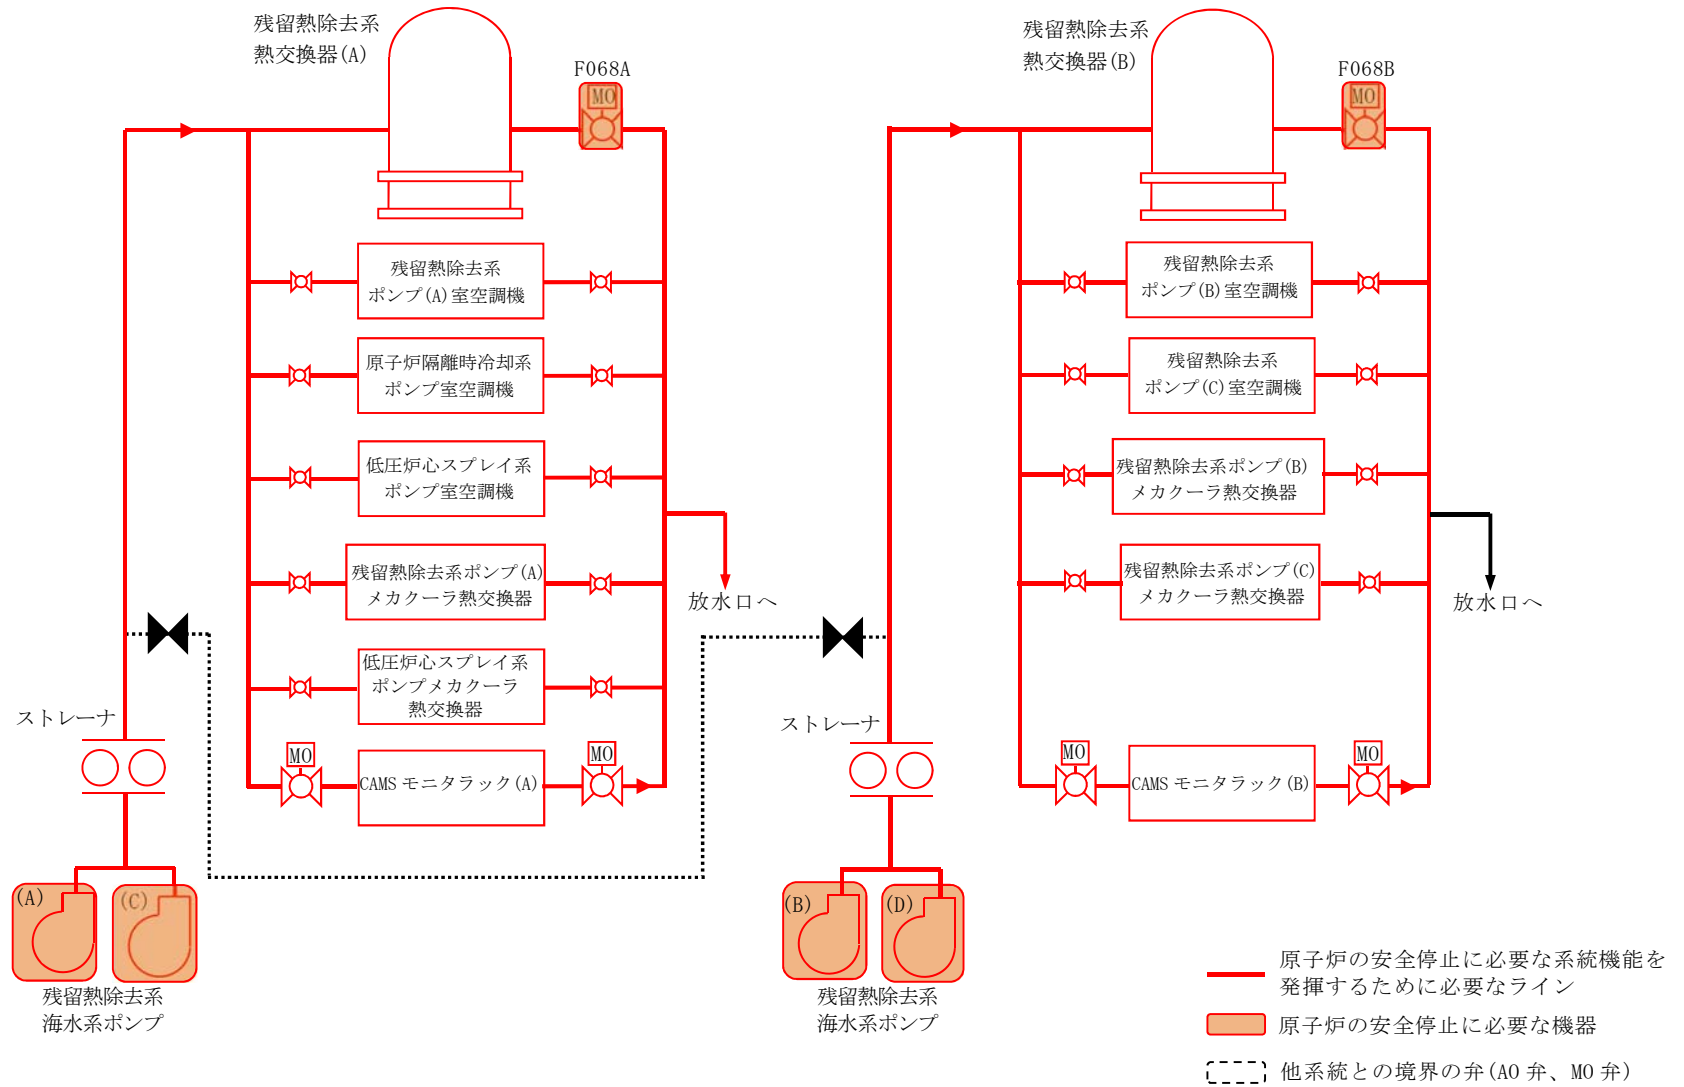 残留熱除去系
熱交換器(A)
F068A
MO
残留熱除去系
ポンプ(A)室空調機
原子炉隔離時冷却系
ポンプ室空調機
低圧炉心スプレイ系
ポンプ室空調機
残留熱除去系ポンプ(A)
メカクーラ熱交換器
低圧炉心スプレイ系
ポンプメカクーラ
熱交換器
MO
MO
CAMS モニタラック(A)
放水口へ
ストレーナ
(A)
(C)
残留熱除去系
海水系ポンプ
残留熱除去系
熱交換器(B)
F068B
MO
残留熱除去系
ポンプ(B)室空調機
残留熱除去系
ポンプ(C)室空調機
残留熱除去系ポンプ(B)
メカクーラ熱交換器
残留熱除去系ポンプ(C)
メカクーラ熱交換器
MO
MO
CAMS モニタラック(B)
放水口へ
ストレーナ
(B)
(D)
残留熱除去系
海水系ポンプ
原子炉の安全停止に必要な系統機能を
発揮するために必要なライン
原子炉の安全停止に必要な機器
他系統との境界の弁(AO 弁、MO 弁)